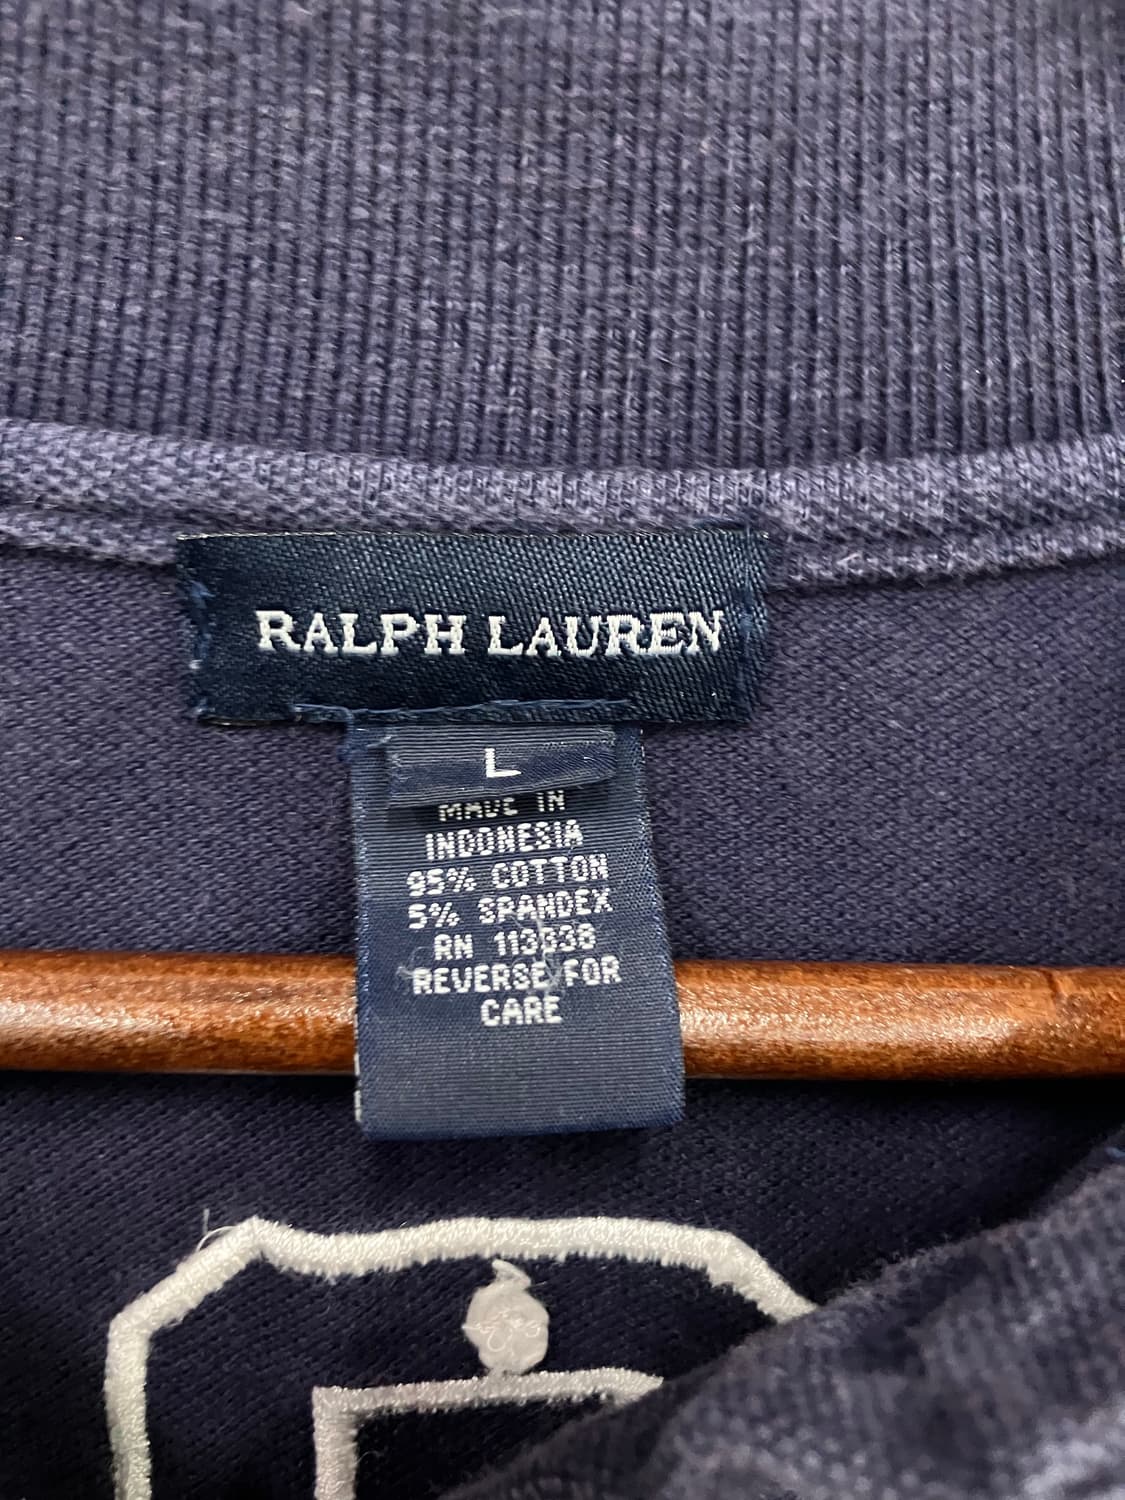 RALPH LAUREN
L
MADE IN
INDONESIA
95% COTTON
5% SPANDEX
RN 113838
REVERSE FOR
CARE